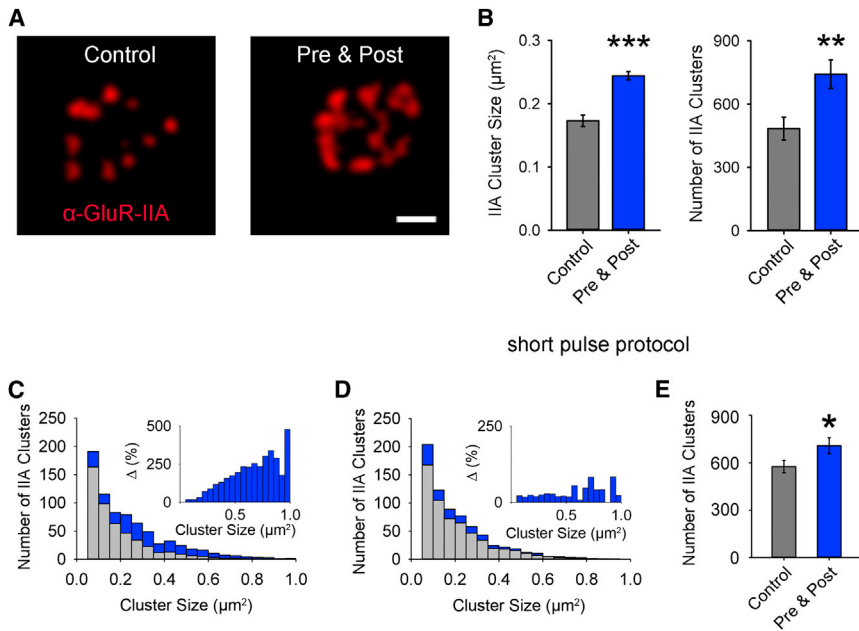 A
Control
Pre & Post
α-GluR-IIA
B
IIA Cluster Size (µm²)
0.3
0.2
0.1
0.0
***
Control
Pre & Post
Number of IIA Clusters
900
600
300
0
**
Control
Pre & Post
short pulse protocol
C
Number of IIA Clusters
250
200
150
100
50
0
0.0 0.2 0.4 0.6 0.8 1.0
Cluster Size (µm²)
Δ (%)
500
250
0
0.5 1.0
Cluster Size (µm²)
D
Number of IIA Clusters
250
200
150
100
50
0
0.0 0.2 0.4 0.6 0.8 1.0
Cluster Size (µm²)
Δ (%)
250
0
0.5 1.0
Cluster Size (µm²)
E
Number of IIA Clusters
900
600
300
0
*
Control
Pre & Post